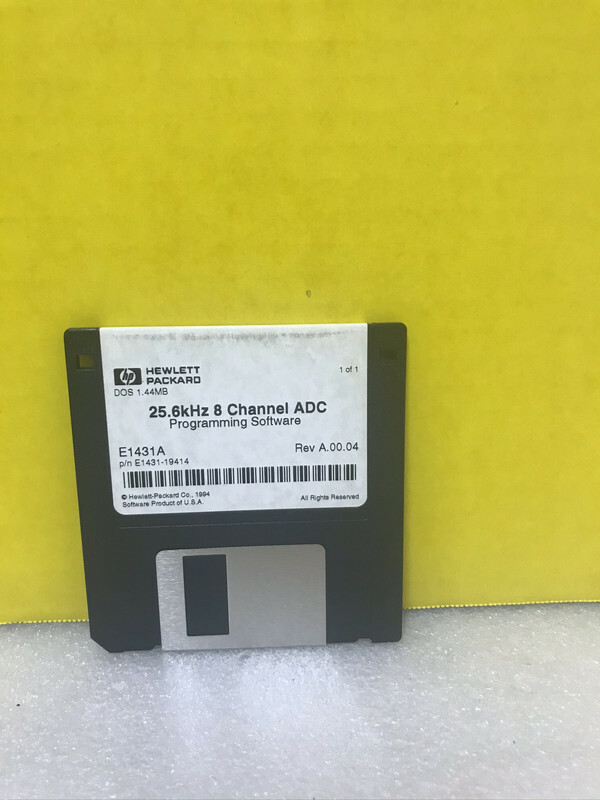 hp HEWLETT
PACKARD
1 of 1
DOS 1.44MB
25.6kHz 8 Channel ADC
Programming Software
E1431A
Rev A.00.04
p/n E1431-19414
© Hewlett-Packard Co., 1994
Software Product of U.S.A.
All Rights Reserved